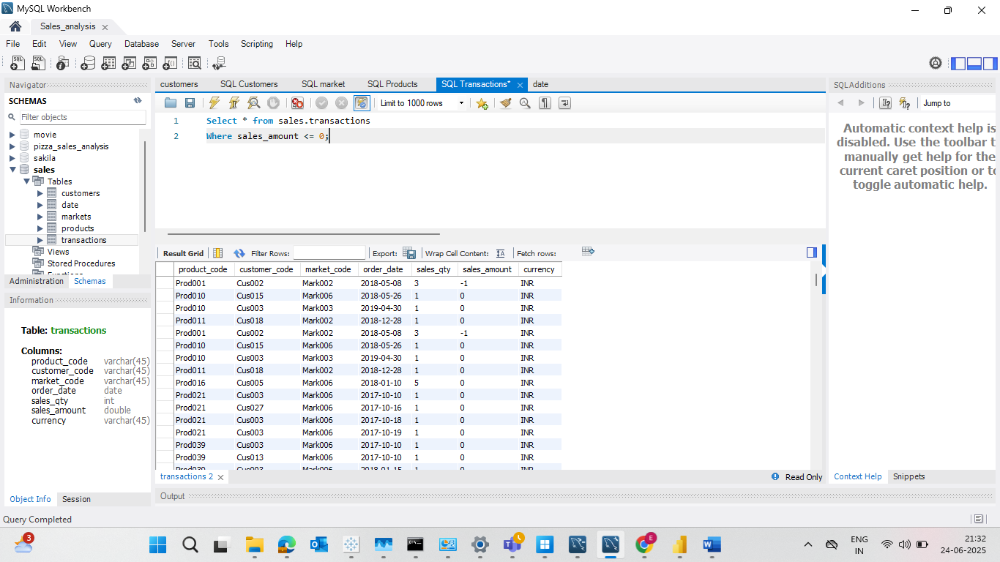 MySQL Workbench
Sales_analysis
File Edit View Query Database Server Tools Scripting Help
Navigator
SCHEMAS
Filter objects
movie
pizza_sales_analysis
sakila
sales
Tables
customers
date
markets
products
transactions
Views
Stored Procedures
Functions
Administration Schemas
Information
Table: transactions
Columns:
product_code varchar(45)
customer_code varchar(45)
market_code varchar(45)
order_date date
sales_qty int
sales_amount double
currency varchar(45)
Object Info Session
customers SQL Customers SQL market SQL Products SQL Transactions* date
Limit to 1000 rows
1 Select * from sales.transactions
2 Where sales_amount <= 0;
Result Grid Filter Rows: Export: Wrap Cell Content: Fetch rows:
product_code customer_code market_code order_date sales_qty sales_amount currency
Prod001 Cus002 Mark002 2018-05-08 3 -1 INR
Prod010 Cus015 Mark006 2018-05-26 1 0 INR
Prod010 Cus003 Mark003 2019-04-30 1 0 INR
Prod011 Cus018 Mark002 2018-12-28 1 0 INR
Prod001 Cus002 Mark002 2018-05-08 3 -1 INR
Prod010 Cus015 Mark006 2018-05-26 1 0 INR
Prod010 Cus003 Mark003 2019-04-30 1 0 INR
Prod011 Cus018 Mark002 2018-12-28 1 0 INR
Prod016 Cus005 Mark006 2018-01-10 5 0 INR
Prod021 Cus003 Mark006 2017-10-10 1 0 INR
Prod021 Cus027 Mark006 2017-10-16 1 0 INR
Prod021 Cus003 Mark006 2017-10-18 1 0 INR
Prod021 Cus003 Mark006 2017-10-19 1 0 INR
Prod039 Cus003 Mark006 2017-10-10 1 0 INR
Prod039 Cus013 Mark006 2017-10-10 1 0 INR
Prod039 Cus003 Mark006 2018-01-15 1 0 INR
transactions 2
Read Only
Output
SQLAdditions
Jump to
Automatic context help is
disabled. Use the toolbar t
manually get help for the
current caret position or to
toggle automatic help.
Context Help Snippets
Query Completed
3
E
ENG
IN
21:32
24-06-2025